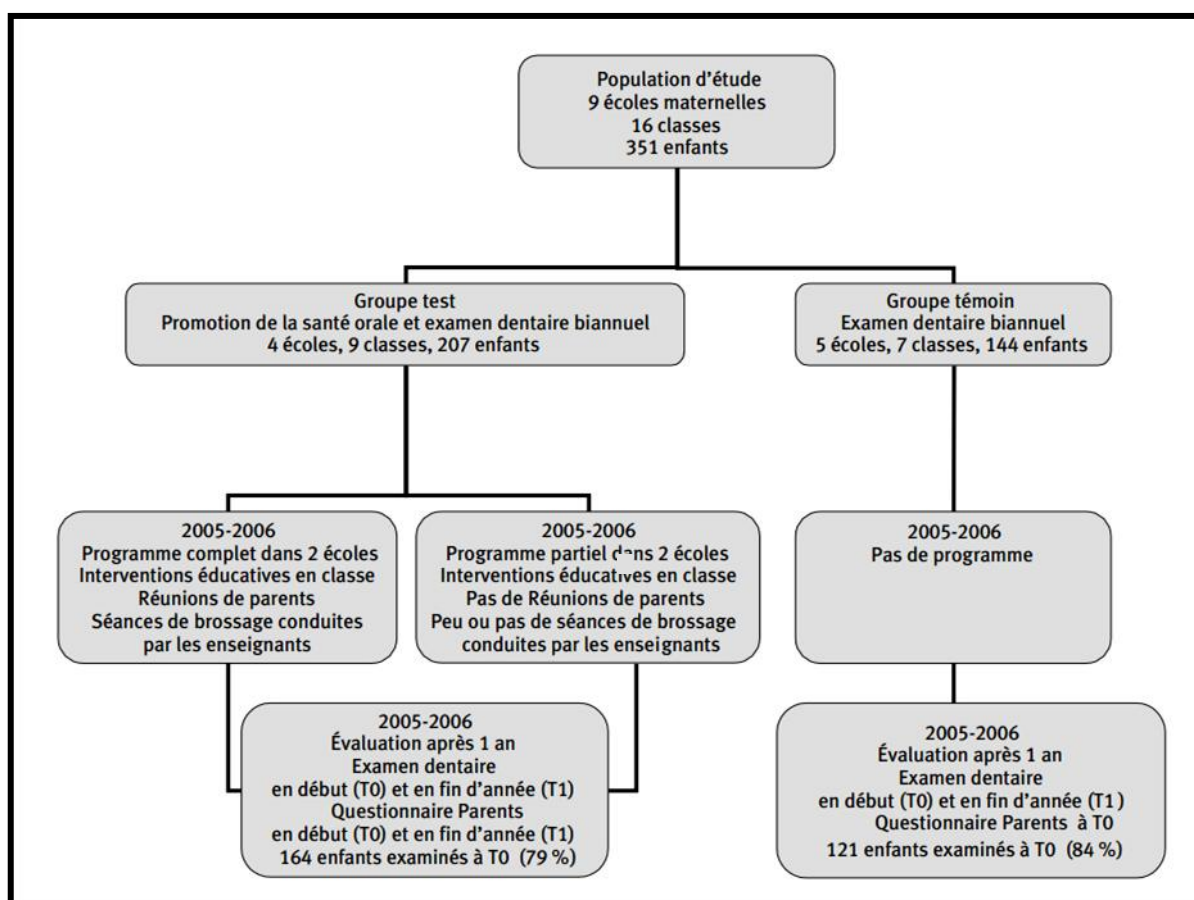 Population d'étude
9 écoles maternelles
16 classes
351 enfants
Groupe test
Promotion de la santé orale et examen dentaire biannuel
4 écoles, 9 classes, 207 enfants
Groupe témoin
Examen dentaire biannuel
5 écoles, 7 classes, 144 enfants
2005-2006
Programme complet dans 2 écoles
Interventions éducatives en classe
Réunions de parents
Séances de brossage conduites
par les enseignants
2005-2006
Programme partiel dans 2 écoles
Interventions éducatives en classe
Pas de Réunions de parents
Peu ou pas de séances de brossage
conduites par les enseignants
2005-2006
Pas de programme
2005-2006
Évaluation après 1 an
Examen dentaire
en début (T0) et en fin d'année (T1)
Questionnaire Parents
en début (T0) et en fin d'année (T1)
164 enfants examinés à T0 (79 %)
2005-2006
Évaluation après 1 an
Examen dentaire
en début (T0) et en fin d'année (T1)
Questionnaire Parents à T0
121 enfants examinés à T0 (84 %)